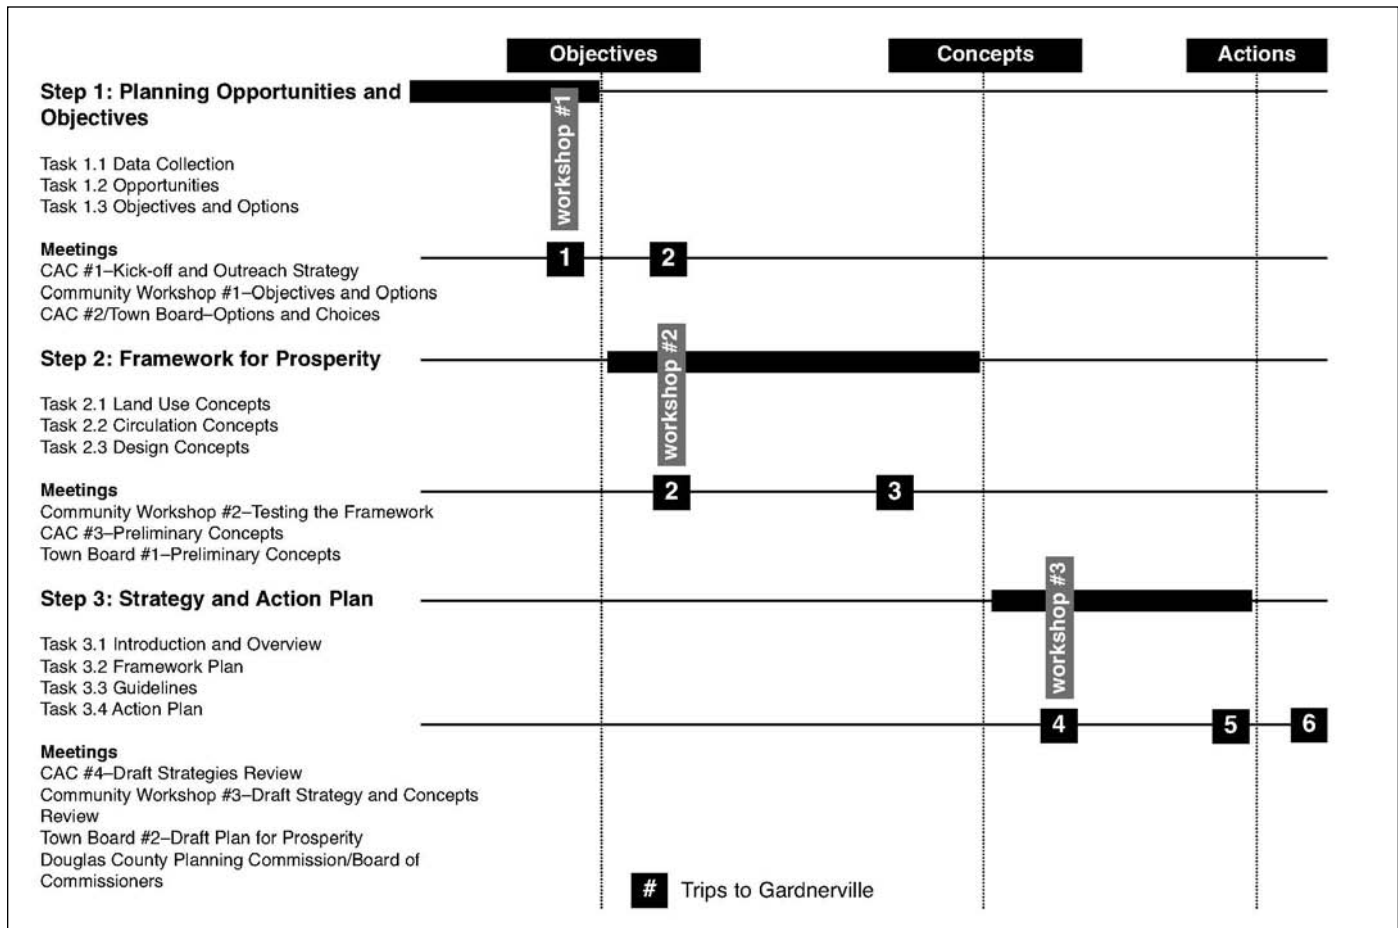 Objectives
Concepts
Actions
Step 1: Planning Opportunities and
Objectives
workshop #1
Task 1.1 Data Collection
Task 1.2 Opportunities
Task 1.3 Objectives and Options
Meetings
CAC #1–Kick-off and Outreach Strategy
Community Workshop #1–Objectives and Options
CAC #2/Town Board–Options and Choices
1
2
Step 2: Framework for Prosperity
workshop #2
Task 2.1 Land Use Concepts
Task 2.2 Circulation Concepts
Task 2.3 Design Concepts
Meetings
Community Workshop #2–Testing the Framework
CAC #3–Preliminary Concepts
Town Board #1–Preliminary Concepts
2
3
Step 3: Strategy and Action Plan
workshop #3
Task 3.1 Introduction and Overview
Task 3.2 Framework Plan
Task 3.3 Guidelines
Task 3.4 Action Plan
4
5
6
Meetings
CAC #4–Draft Strategies Review
Community Workshop #3–Draft Strategy and Concepts
Review
Town Board #2–Draft Plan for Prosperity
Douglas County Planning Commission/Board of
Commissioners
# Trips to Gardnerville